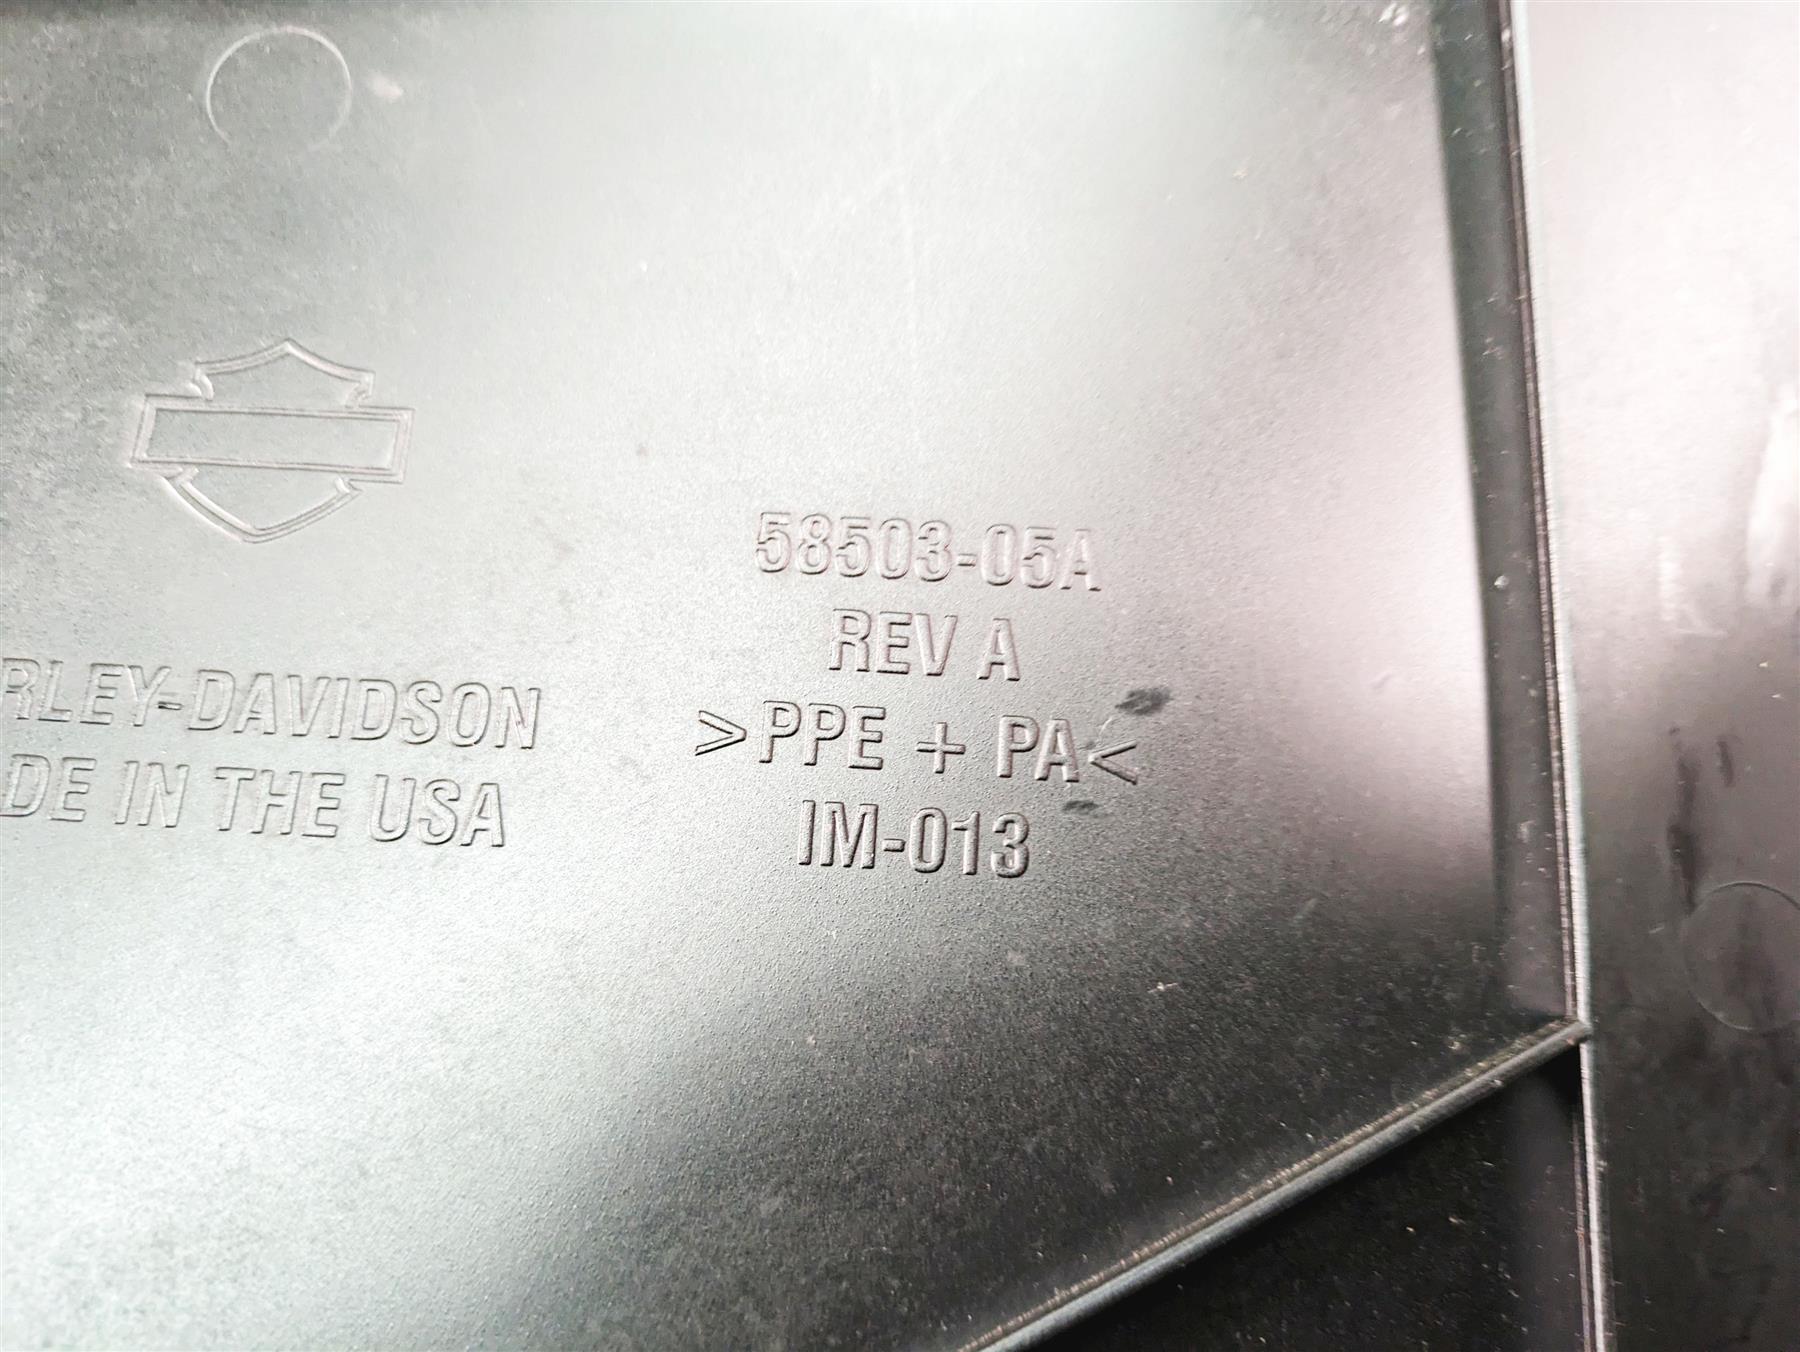 RLEY-DAVIDSON
DE IN THE USA
58503-05A
REV A
>PPE + PA<
IM-013